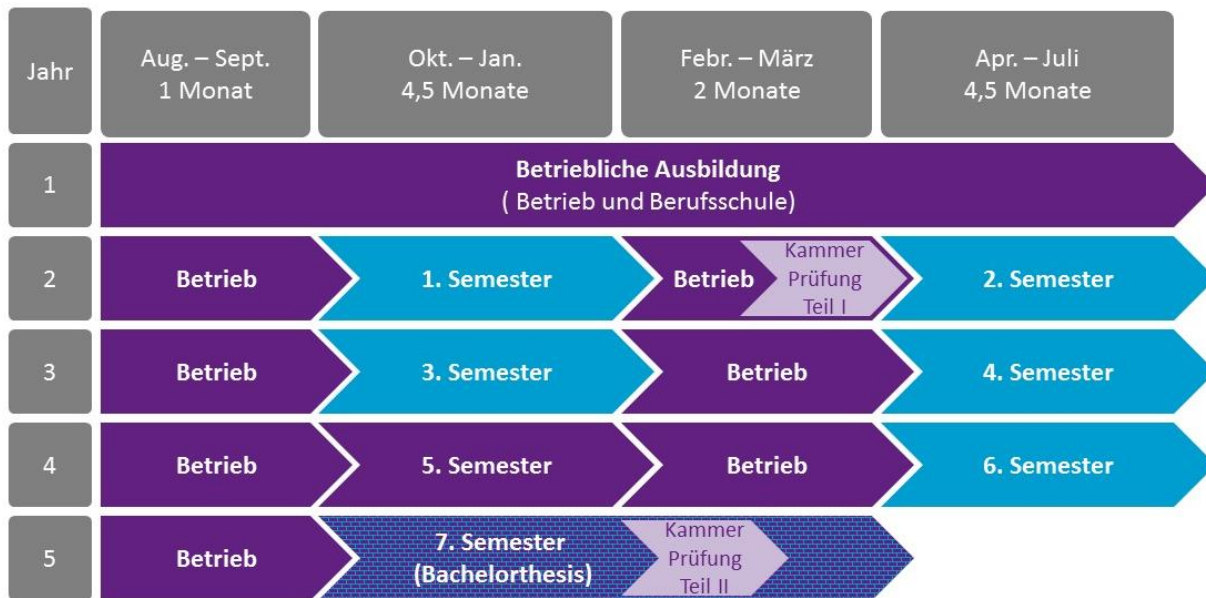 Jahr
Aug. – Sept.
1 Monat
Okt. – Jan.
4,5 Monate
Febr. – März
2 Monate
Apr. – Juli
4,5 Monate
1
Betriebliche Ausbildung
( Betrieb und Berufsschule)
2
Betrieb
1. Semester
Betrieb
Kammer
Prüfung
Teil I
2. Semester
3
Betrieb
3. Semester
Betrieb
4. Semester
4
Betrieb
5. Semester
Betrieb
6. Semester
5
Betrieb
7. Semester
(Bachelorthesis)
Kammer
Prüfung
Teil II